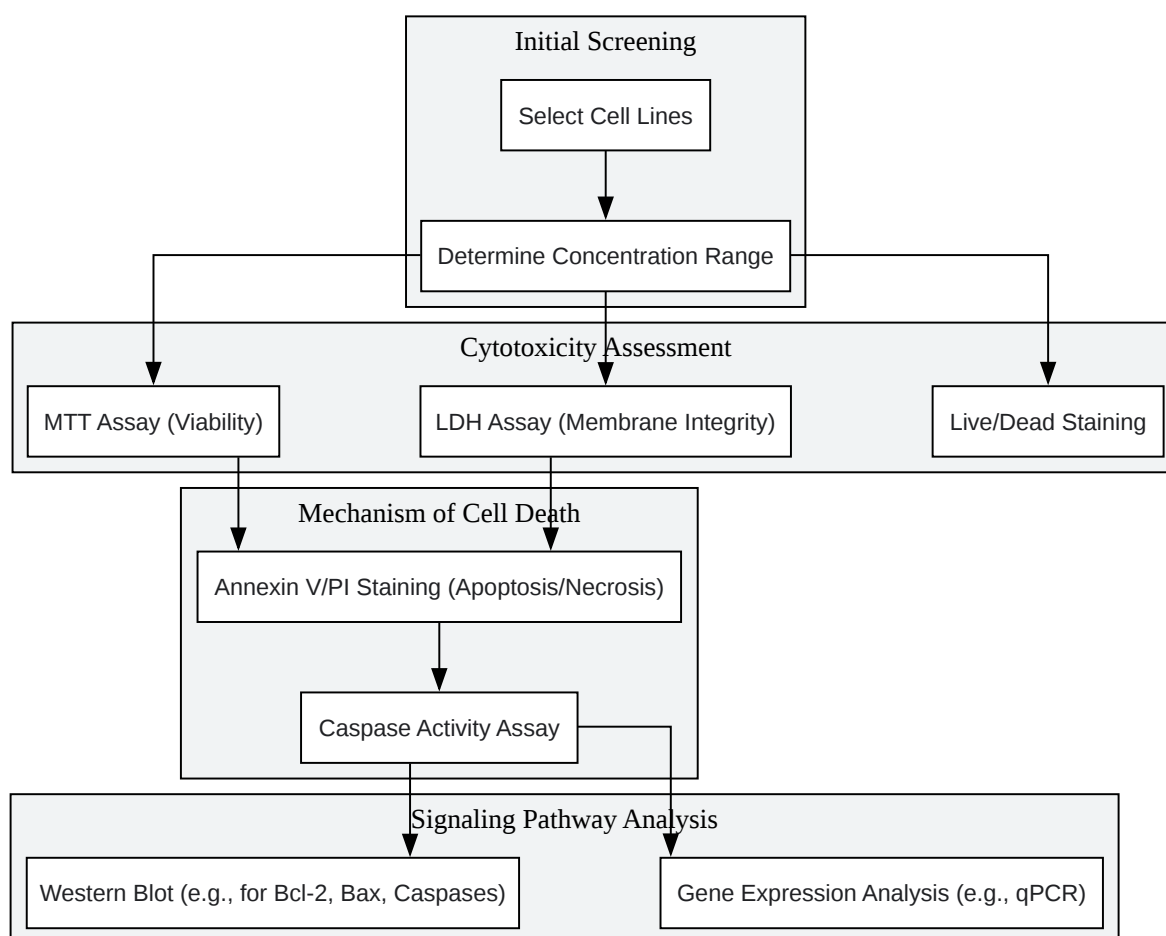 Initial Screening
Select Cell Lines
Determine Concentration Range
Cytotoxicity Assessment
MTT Assay (Viability)
LDH Assay (Membrane Integrity)
Live/Dead Staining
Mechanism of Cell Death
Annexin V/PI Staining (Apoptosis/Necrosis)
Caspase Activity Assay
Signaling Pathway Analysis
Western Blot (e.g., for Bcl-2, Bax, Caspases)
Gene Expression Analysis (e.g., qPCR)